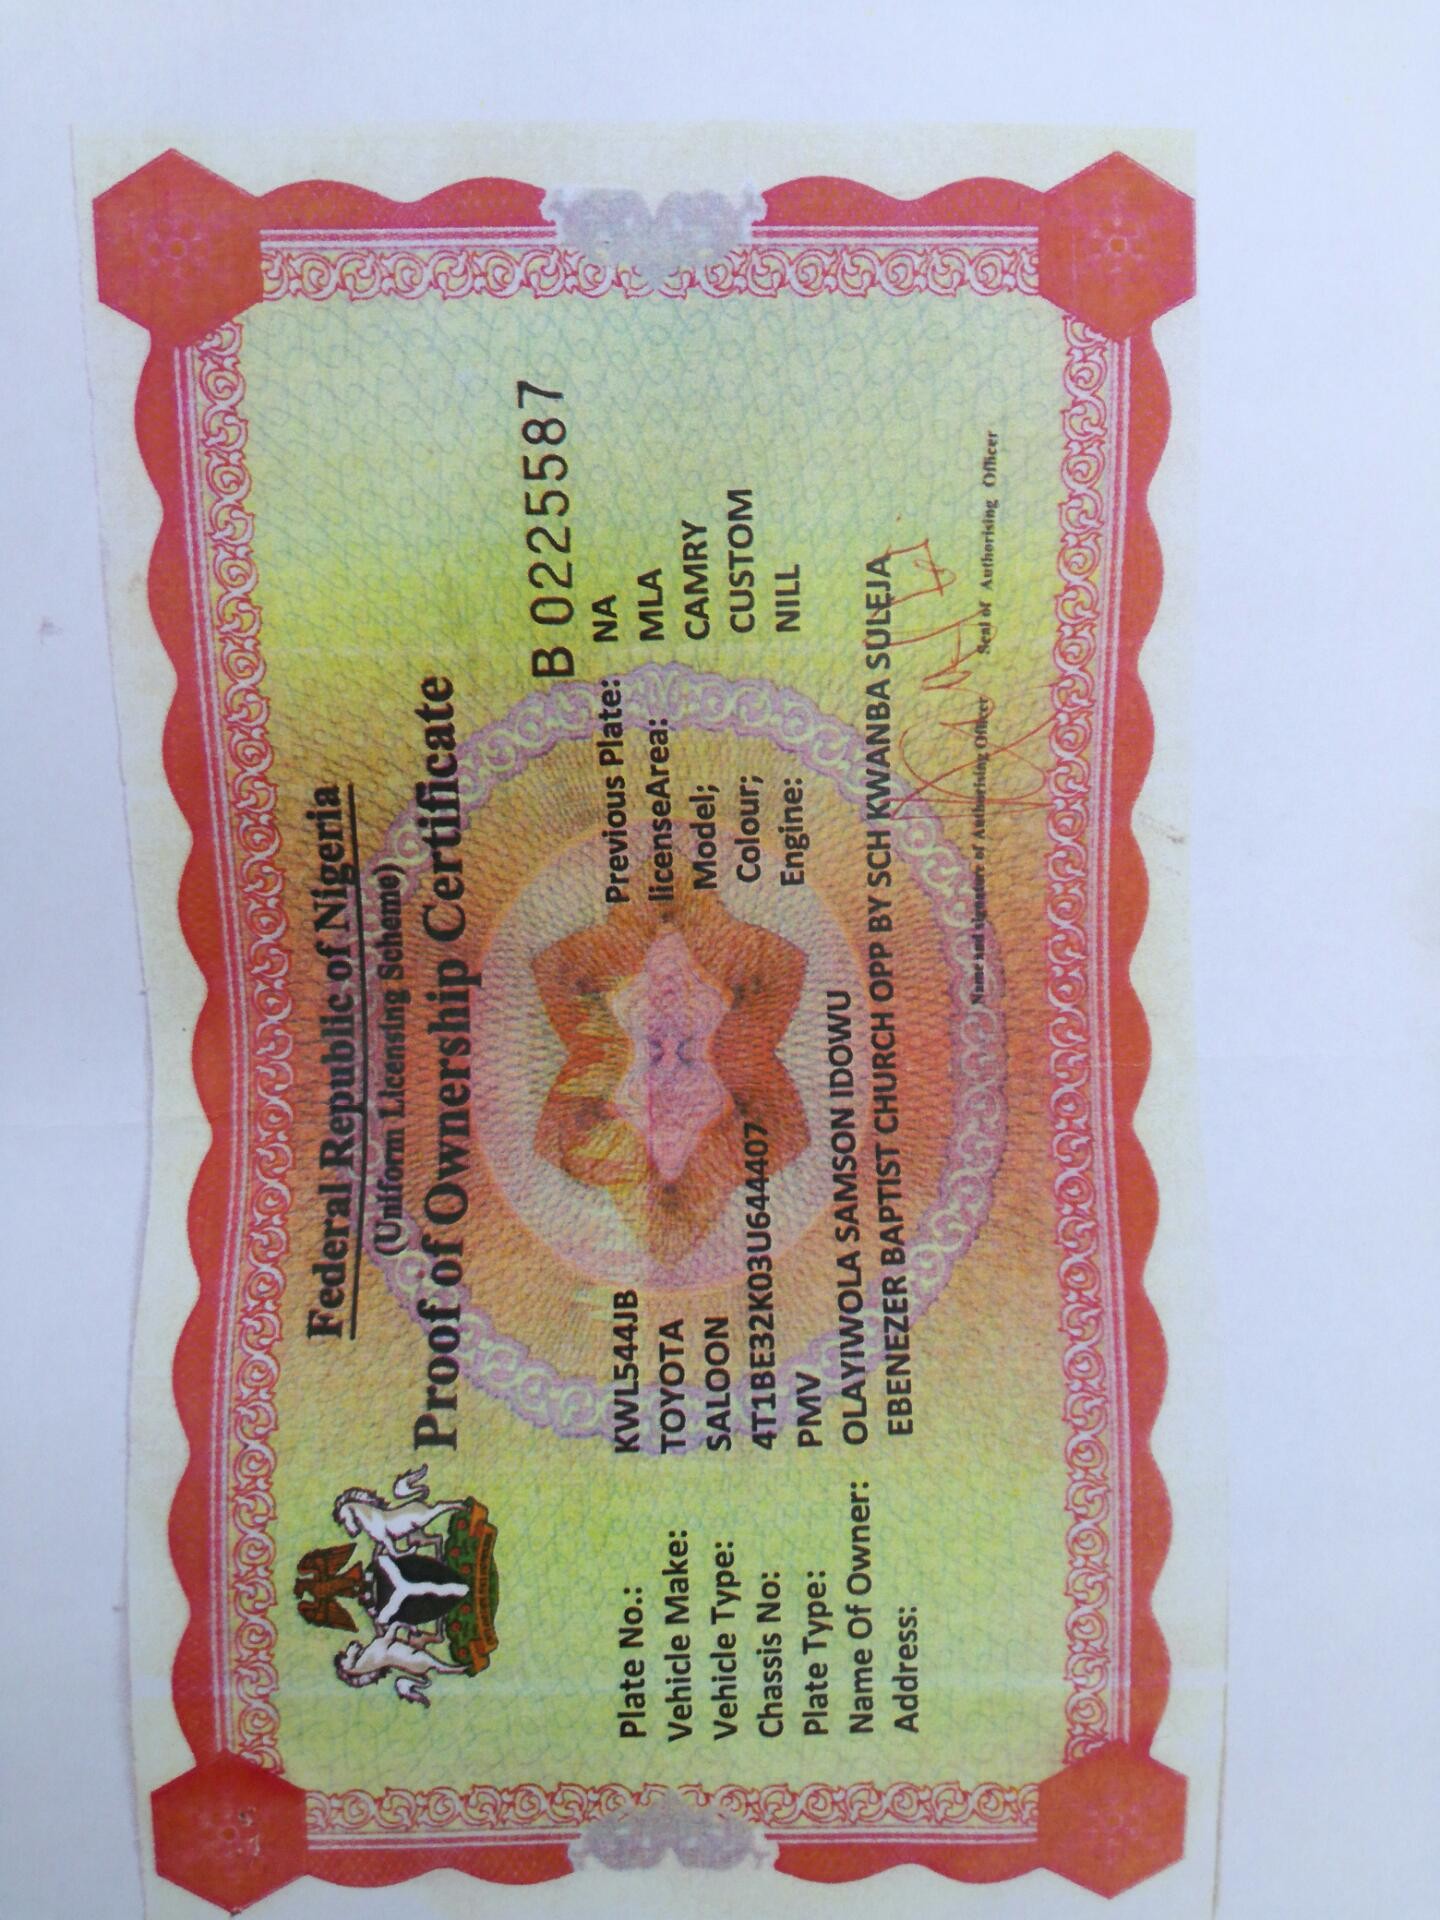 Federal Republic of Nigeria
(Uniform Licensing Scheme)
Proof of Ownership Certificate
B 0225587
Plate No.: KWL544JB Previous Plate: NA
Vehicle Make: TOYOTA licenseArea: MLA
Vehicle Type: SALOON Model; CAMRY
Chassis No: 4T1BE32K03U644407 Colour; CUSTOM
Plate Type: PMV Engine: NILL
Name Of Owner: OLAYIWOLA SAMSON IDOWU
Address: EBENEZER BAPTIST CHURCH OPP BY SCH KWANBA SULEJA
Name and signature of Authorising Officer Seal of Authorising Officer